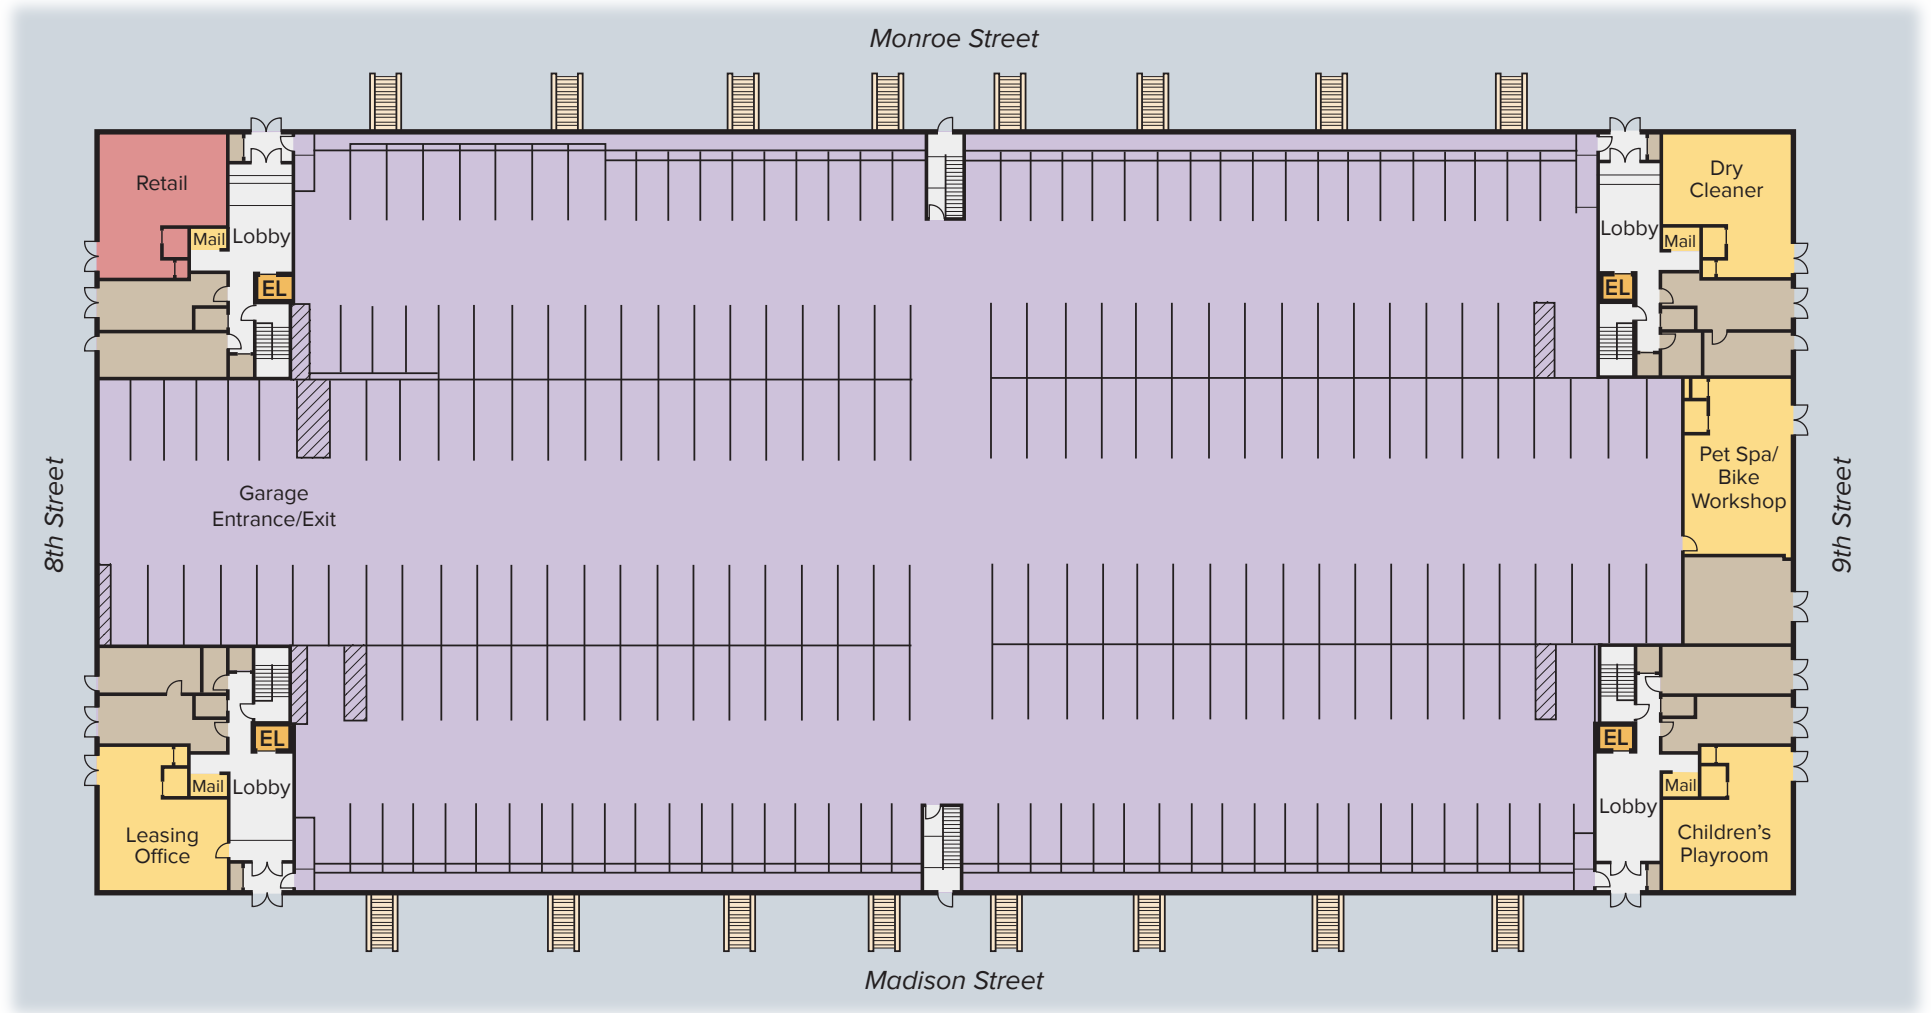 Monroe Street
Retail
Mail
Lobby
EL
Dry
Cleaner
Lobby
Mail
EL
8th Street
Garage
Entrance/Exit
Pet Spa/
Bike
Workshop
9th Street
EL
Mail
Lobby
Leasing
Office
EL
Mail
Lobby
Children's
Playroom
Madison Street